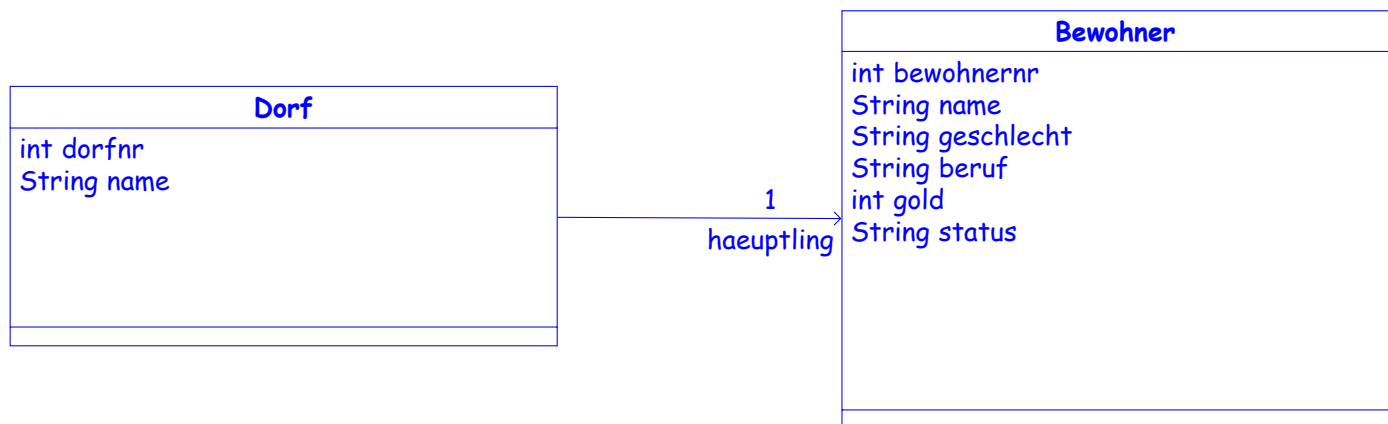 Dorf
int dorfnr
String name
1
haeuptling
Bewohner
int bewohnernr
String name
String geschlecht
String beruf
int gold
String status